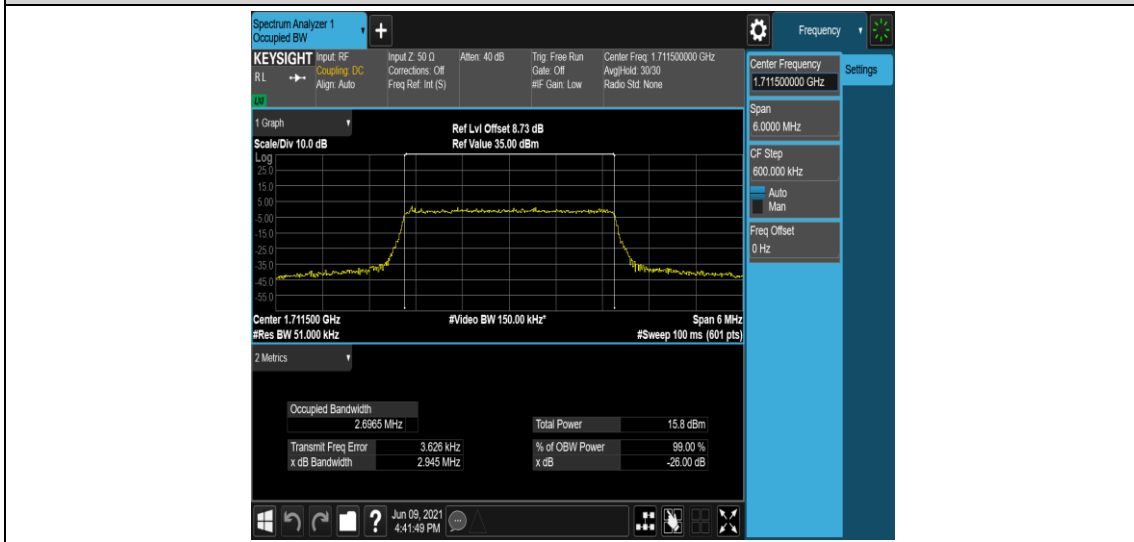 Spectrum Analyzer 1
Occupied BW
Frequency
KEYSIGHT
RL
Input: RF
Coupling: DC
Align: Auto
Input Z: 50 Ω
Corrections: Off
Freq Ref: Int (S)
Atten: 40 dB
Trig: Free Run
Gate: Off
#IF Gain: Low
Center Freq: 1.711500000 GHz
Avg|Hold: 30/30
Radio Std: None
Center Frequency
1.711500000 GHz
Settings
Span
6.0000 MHz
CF Step
600.000 kHz
Auto
Man
Freq Offset
0 Hz
1 Graph
Scale/Div 10.0 dB
Ref Lvl Offset 8.73 dB
Ref Value 35.00 dBm
Log
25.0
15.0
5.00
-5.00
-15.0
-25.0
-35.0
-45.0
-55.0
Center 1.711500 GHz
#Video BW 150.00 kHz*
Span 6 MHz
#Res BW 51.000 kHz
#Sweep 100 ms (601 pts)
2 Metrics
Occupied Bandwidth
2.6965 MHz
Total Power 15.8 dBm
Transmit Freq Error 3.626 kHz
% of OBW Power 99.00 %
x dB Bandwidth 2.945 MHz
x dB -26.00 dB
?
Jun 09, 2021
4:41:49 PM